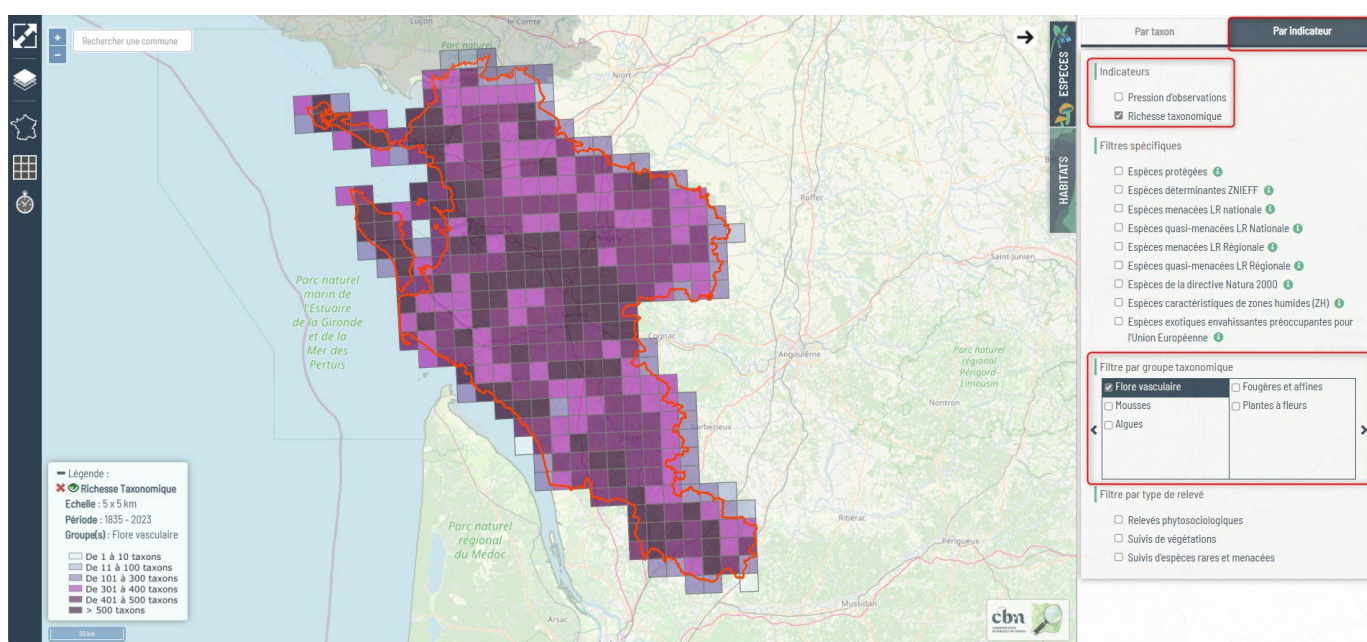 Rechercher une commune
Luçon
le-Comte
Parc naturel
Niort
Ruffec
Saint-Junien
d'Angély
Parc naturel
marin de
l'Estuaire
de la Gironde
et de la
Mer des
Pertuis
Cognac
Angoulême
Parc naturel
régional
Périgord-
Limousin
Nontron
Barbezieux
Ribérac
Périgueux
Parc naturel
régional
du Médoc
Mussidan
Arsac
ESPECES
HABITATS
Légende :
Richesse Taxonomique
Echelle : 5 x 5 km
Période : 1835 - 2023
Groupe(s) : Flore vasculaire
De 1 à 10 taxons
De 11 à 100 taxons
De 101 à 300 taxons
De 301 à 400 taxons
De 401 à 500 taxons
> 500 taxons
20 km
cbn
Par taxon
Par indicateur
Indicateurs
Pression d'observations
Richesse taxonomique
Filtres spécifiques
Espèces protégées
Espèces déterminantes ZNIEFF
Espèces menacées LR nationale
Espèces quasi-menacées LR Nationale
Espèces menacées LR Régionale
Espèces quasi-menacées LR Régionale
Espèces de la directive Natura 2000
Espèces caractéristiques de zones humides (ZH)
Espèces exotiques envahissantes préoccupantes pour
l'Union Européenne
Filtre par groupe taxonomique
Flore vasculaire
Fougères et affines
Mousses
Plantes à fleurs
Algues
Filtre par type de relevé
Relevés phytosociologiques
Suivis de végétations
Suivis d'espèces rares et menacées